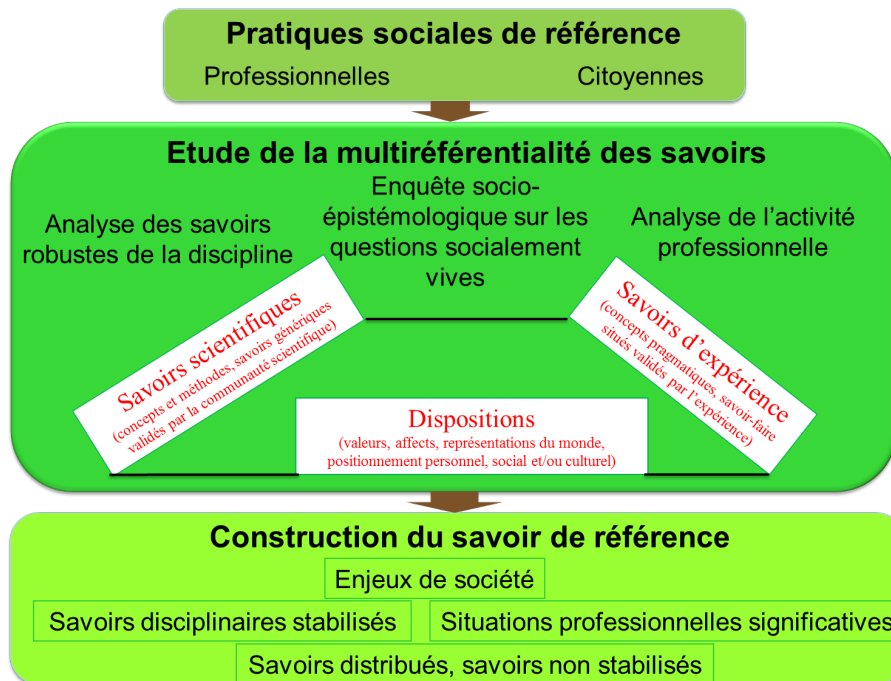 Pratiques sociales de référence
Professionnelles
Citoyennes
Etude de la multiréférentialité des savoirs
Analyse des savoirs
robustes de la discipline
Enquête socio-
épistémologique sur les
questions socialement
vives
Analyse de l’activité
professionnelle
Savoirs scientifiques
(concepts et méthodes, savoirs génériques
validés par la communauté scientifique)
Savoirs d’expérience
(concepts pragmatiques, savoir-faire
situés validés par l’expérience)
Dispositions
(valeurs, affects, représentations du monde,
positionnement personnel, social et/ou culturel)
Construction du savoir de référence
Enjeux de société
Savoirs disciplinaires stabilisés
Situations professionnelles significatives
Savoirs distribués, savoirs non stabilisés